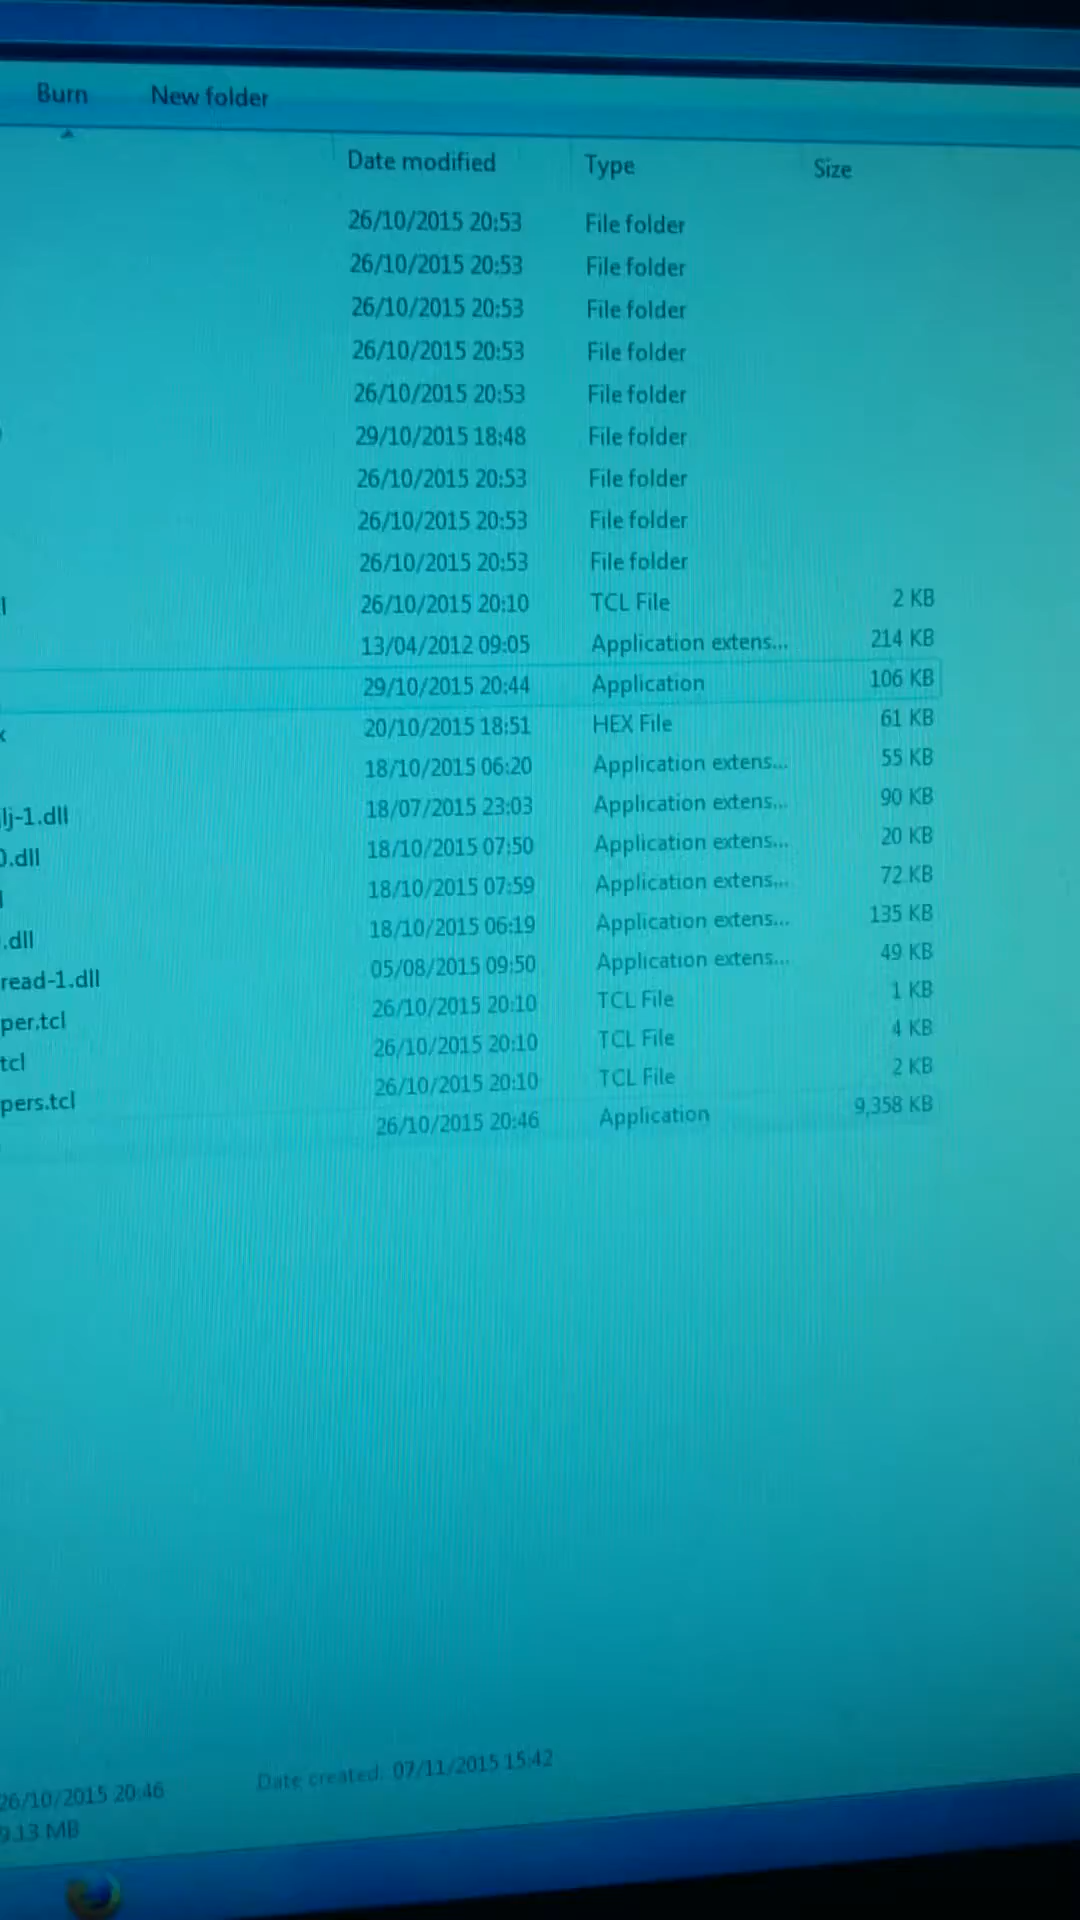 Burn New folder
Date modified Type Size
26/10/2015 20:53 File folder
26/10/2015 20:53 File folder
26/10/2015 20:53 File folder
26/10/2015 20:53 File folder
26/10/2015 20:53 File folder
29/10/2015 18:48 File folder
26/10/2015 20:53 File folder
26/10/2015 20:53 File folder
26/10/2015 20:53 File folder
l 26/10/2015 20:10 TCL File 2 KB
13/04/2012 09:05 Application extens... 214 KB
29/10/2015 20:44 Application 106 KB
x 20/10/2015 18:51 HEX File 61 KB
18/10/2015 06:20 Application extens... 55 KB
lj-1.dll 18/07/2015 23:03 Application extens... 90 KB
0.dll 18/10/2015 07:50 Application extens... 20 KB
l 18/10/2015 07:59 Application extens... 72 KB
.dll 18/10/2015 06:19 Application extens... 135 KB
read-1.dll 05/08/2015 09:50 Application extens... 49 KB
per.tcl 26/10/2015 20:10 TCL File 1 KB
tcl 26/10/2015 20:10 TCL File 4 KB
pers.tcl 26/10/2015 20:10 TCL File 2 KB
26/10/2015 20:46 Application 9,358 KB
26/10/2015 20:46 Date created: 07/11/2015 15:42
9.13 MB